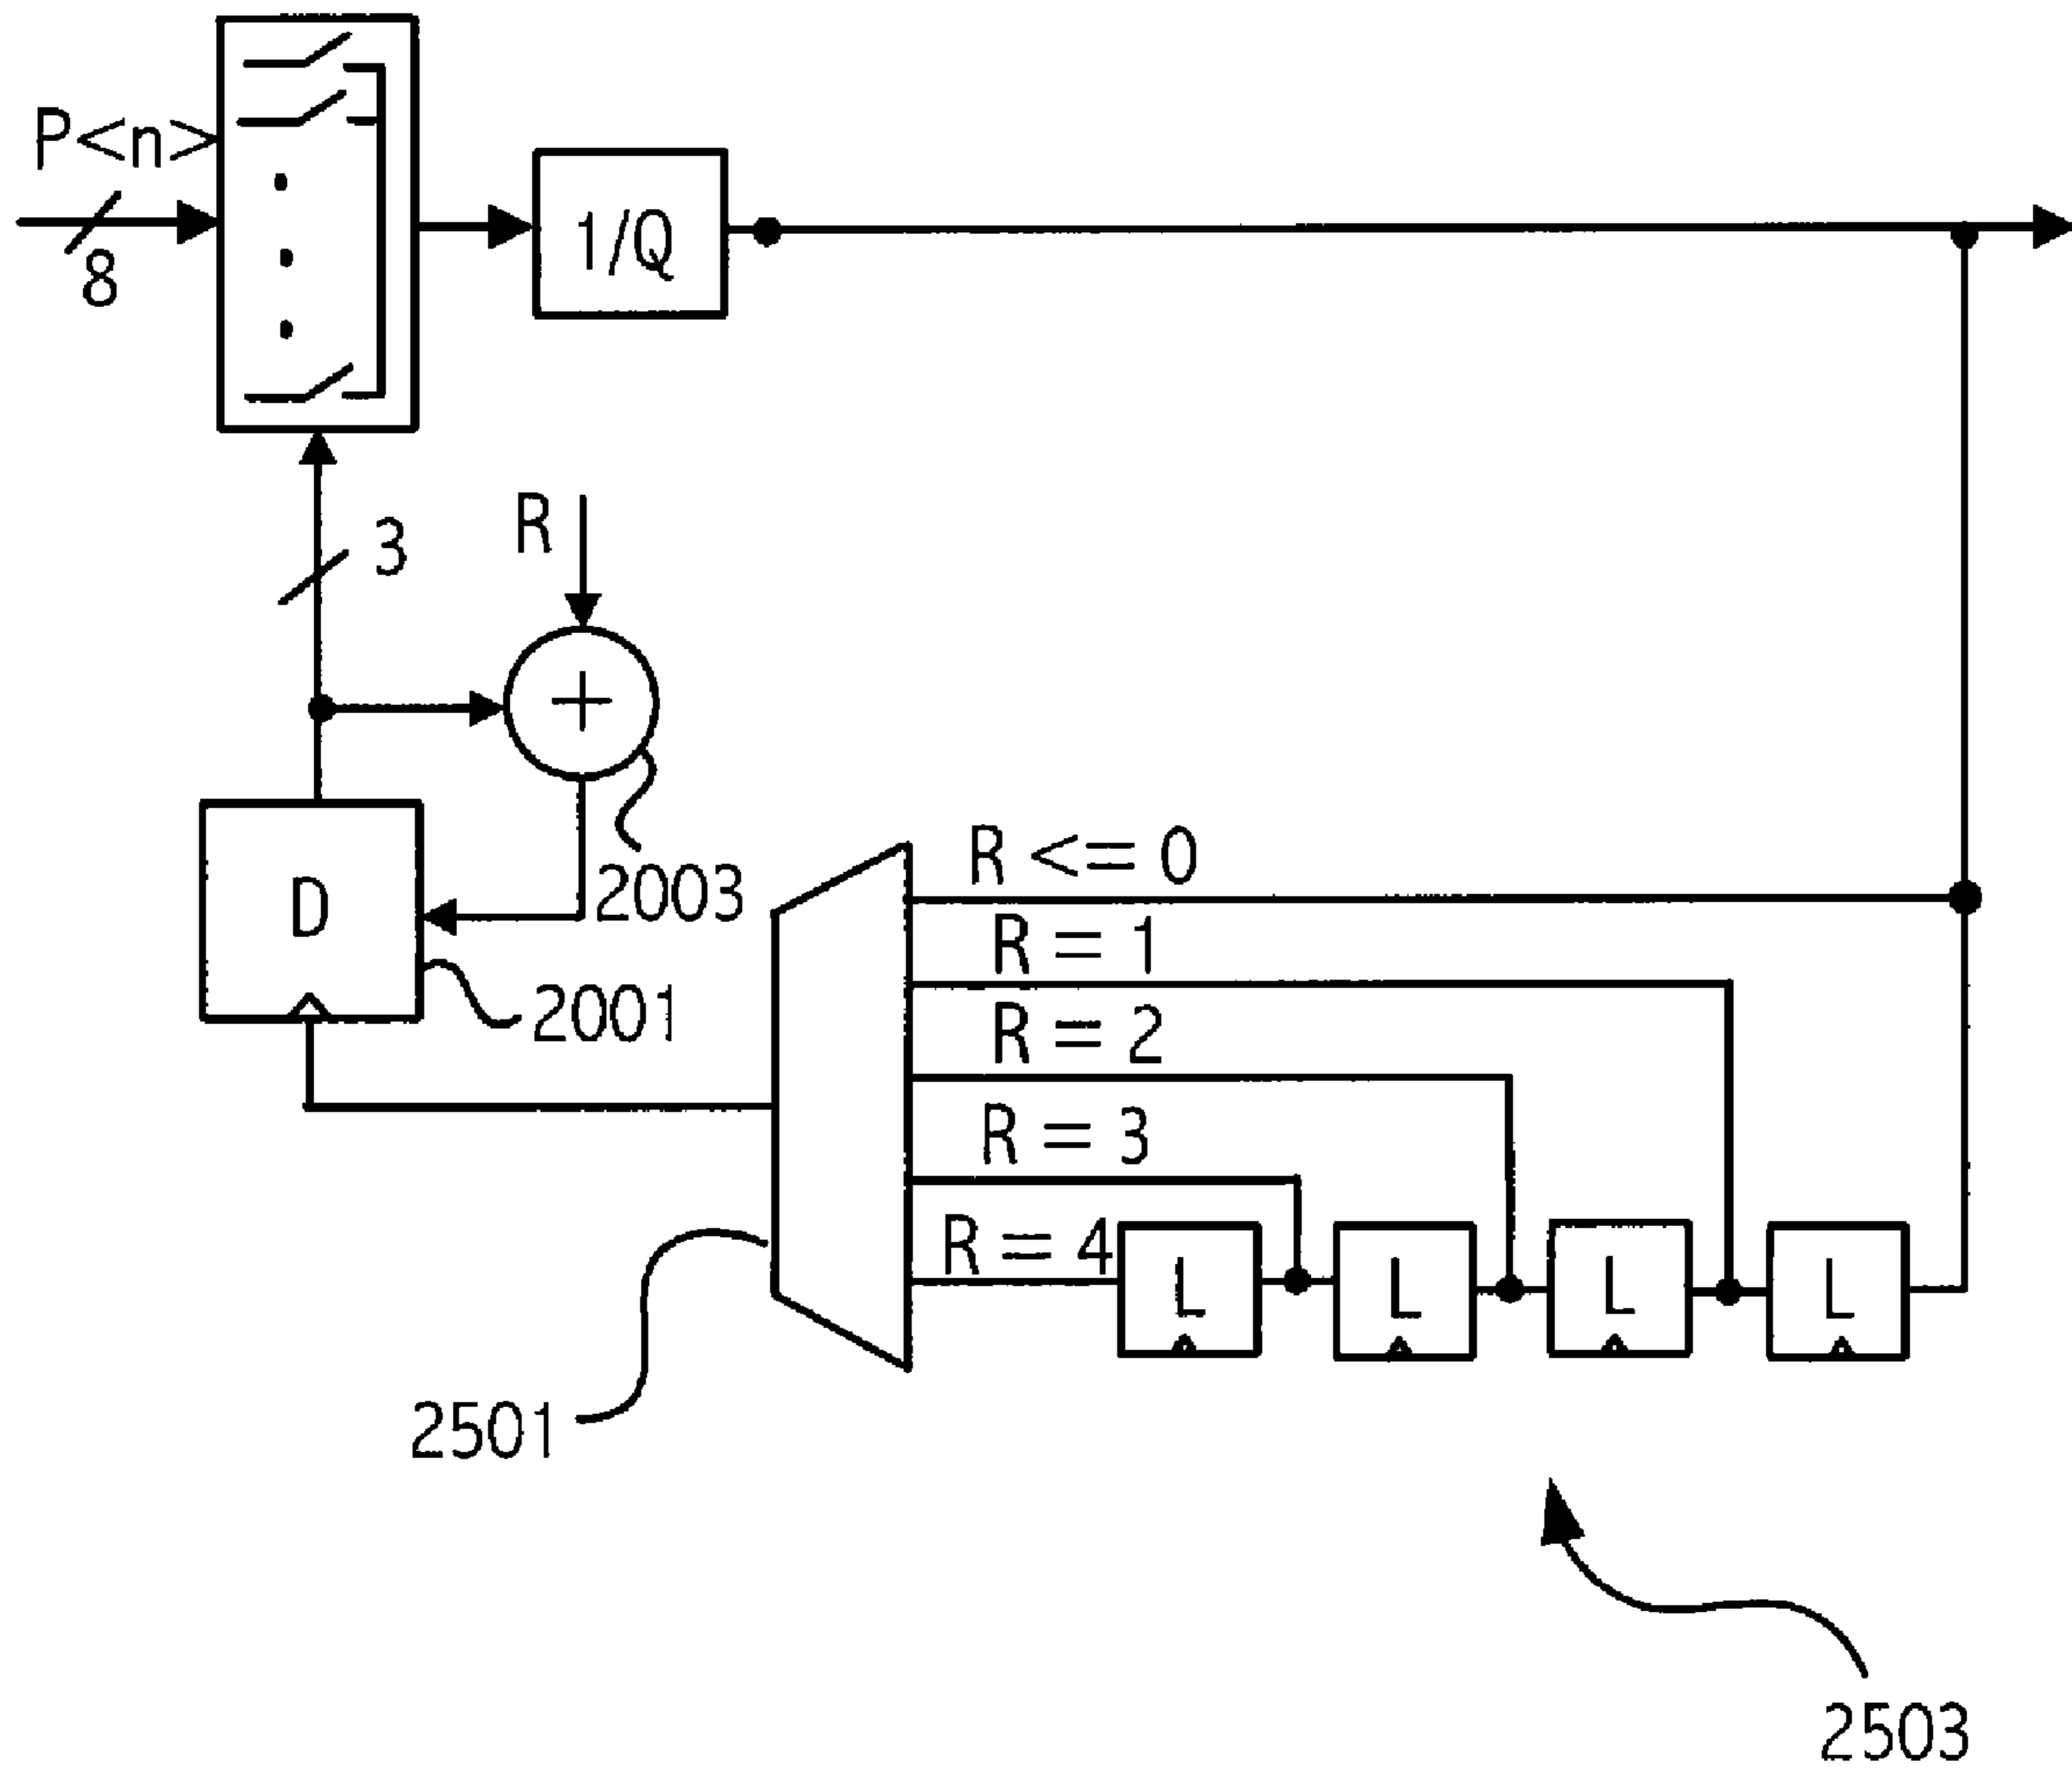 P<n>
8
1/Q
3
R
+
2003
D
2001
R <= 0
R = 1
R = 2
R = 3
R = 4
L
L
L
L
2501
2503